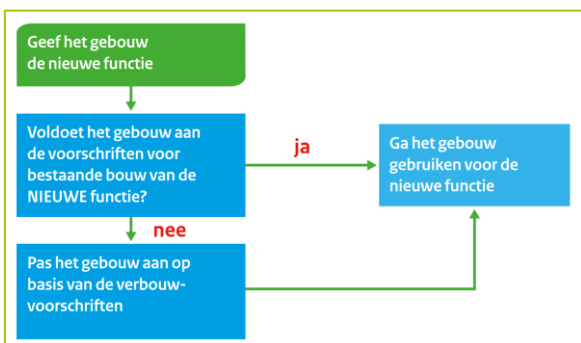 Geef het gebouw
de nieuwe functie
Voldoet het gebouw aan
de voorschriften voor
bestaande bouw van de
NIEUWE functie?
ja
Ga het gebouw
gebruiken voor de
nieuwe functie
nee
Pas het gebouw aan op
basis van de verbouw-
voorschriften